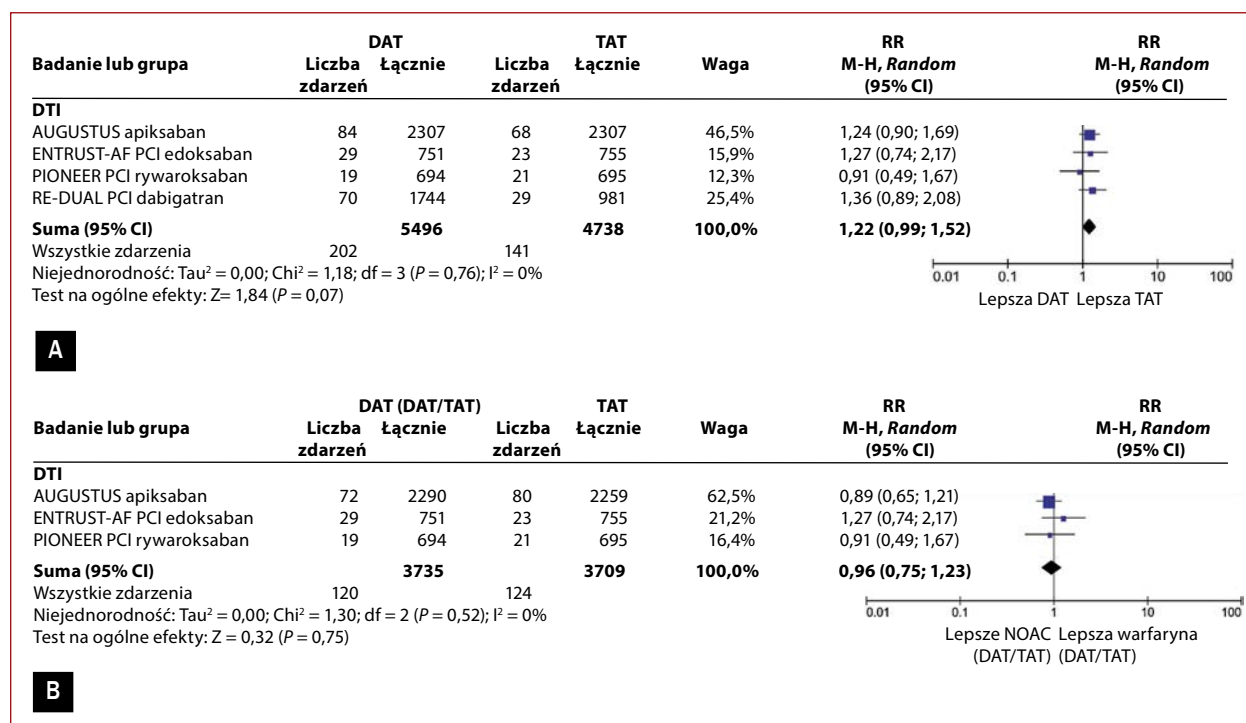 DAT TAT RR RR
Badanie lub grupa Liczba Łącznie Liczba Łącznie Waga M-H, Random M-H, Random
zdarzeń zdarzeń (95% CI) (95% CI)
DTI
AUGUSTUS apiksaban 84 2307 68 2307 46,5% 1,24 (0,90; 1,69)
ENTRUST-AF PCI edoksaban 29 751 23 755 15,9% 1,27 (0,74; 2,17)
PIONEER PCI rywaroksaban 19 694 21 695 12,3% 0,91 (0,49; 1,67)
RE-DUAL PCI dabigatran 70 1744 29 981 25,4% 1,36 (0,89; 2,08)
Suma (95% CI) 5496 4738 100,0% 1,22 (0,99; 1,52)
Wszystkie zdarzenia 202 141
Niejednorodność: Tau² = 0,00; Chi² = 1,18; df = 3 (P = 0,76); I² = 0%
Test na ogólne efekty: Z= 1,84 (P = 0,07)
0.01 0.1 1 10 100
Lepsza DAT Lepsza TAT
A
DAT (DAT/TAT) TAT RR RR
Badanie lub grupa Liczba Łącznie Liczba Łącznie Waga M-H, Random M-H, Random
zdarzeń zdarzeń (95% CI) (95% CI)
DTI
AUGUSTUS apiksaban 72 2290 80 2259 62,5% 0,89 (0,65; 1,21)
ENTRUST-AF PCI edoksaban 29 751 23 755 21,2% 1,27 (0,74; 2,17)
PIONEER PCI rywaroksaban 19 694 21 695 16,4% 0,91 (0,49; 1,67)
Suma (95% CI) 3735 3709 100,0% 0,96 (0,75; 1,23)
Wszystkie zdarzenia 120 124
Niejednorodność: Tau² = 0,00; Chi² = 1,30; df = 2 (P = 0,52); I² = 0%
Test na ogólne efekty: Z = 0,32 (P = 0,75)
0.01 0.1 1 10 100
Lepsze NOAC Lepsza warfaryna
(DAT/TAT) (DAT/TAT)
B